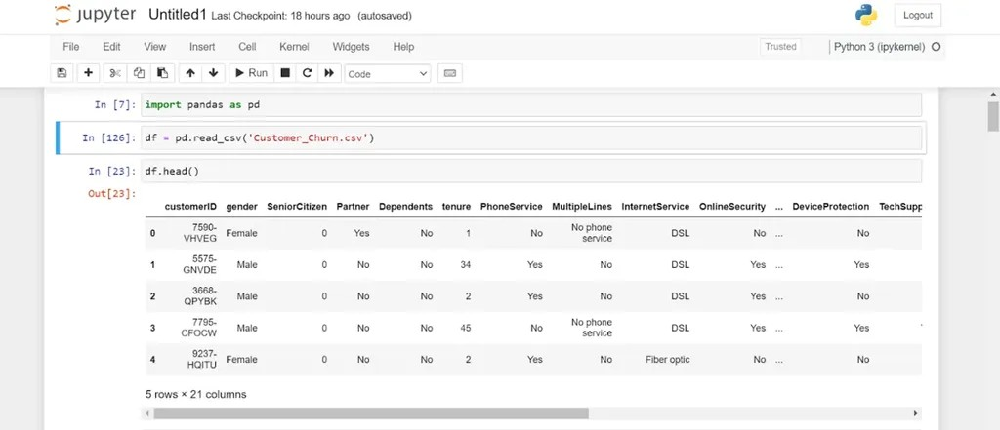 jupyter Untitled1 Last Checkpoint: 18 hours ago (autosaved)
Logout
File Edit View Insert Cell Kernel Widgets Help
Trusted Python 3 (ipykernel)
Run Code
In [7]: import pandas as pd
In [126]: df = pd.read_csv('Customer_Churn.csv')
In [23]: df.head()
Out[23]:
customerID gender SeniorCitizen Partner Dependents tenure PhoneService MultipleLines InternetService OnlineSecurity ... DeviceProtection TechSupp
0 7590-VHVEG Female 0 Yes No 1 No No phone service DSL No ... No
1 5575-GNVDE Male 0 No No 34 Yes No DSL Yes ... Yes
2 3668-QPYBK Male 0 No No 2 Yes No DSL Yes ... No
3 7795-CFOCW Male 0 No No 45 No No phone service DSL Yes ... Yes
4 9237-HQITU Female 0 No No 2 Yes No Fiber optic No ... No
5 rows × 21 columns